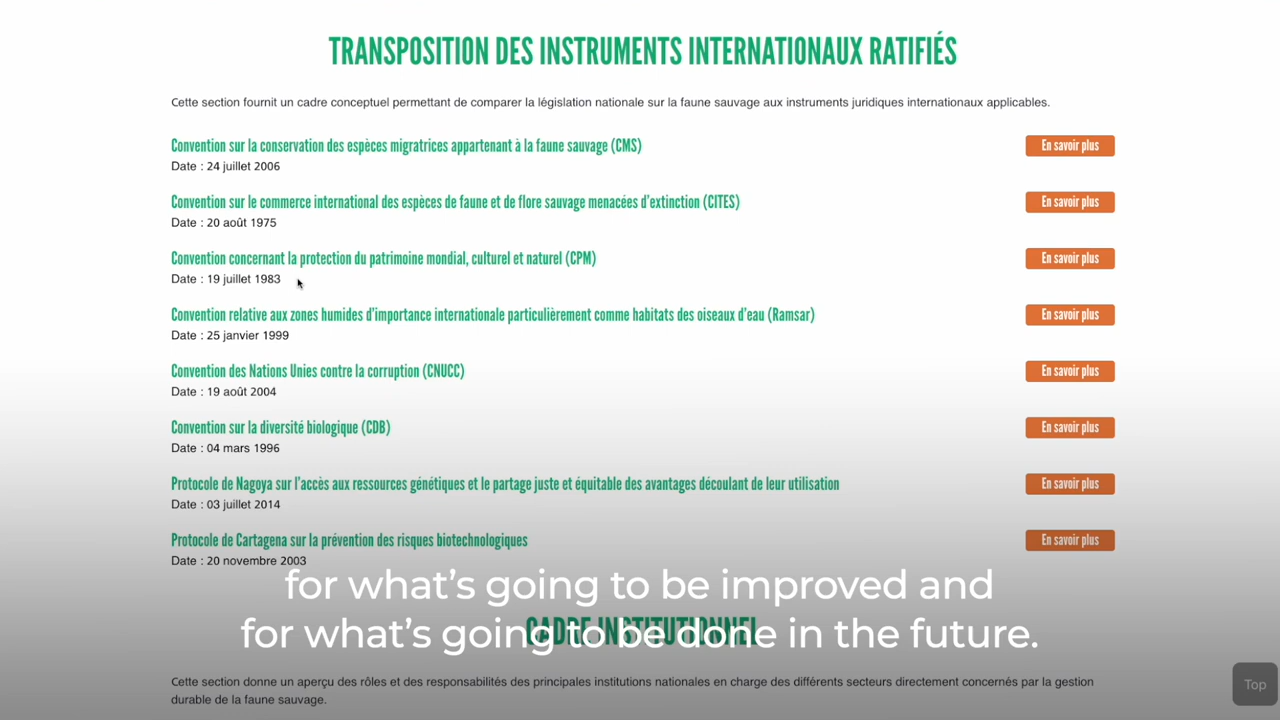 TRANSPOSITION DES INSTRUMENTS INTERNATIONAUX RATIFIÉS
Cette section fournit un cadre conceptuel permettant de comparer la législation nationale sur la faune sauvage aux instruments juridiques internationaux applicables.
Convention sur la conservation des espèces migratrices appartenant à la faune sauvage (CMS)
En savoir plus
Date : 24 juillet 2006
Convention sur le commerce international des espèces de faune et de flore sauvage menacées d'extinction (CITES)
En savoir plus
Date : 20 août 1975
Convention concernant la protection du patrimoine mondial, culturel et naturel (CPM)
En savoir plus
Date : 19 juillet 1983
Convention relative aux zones humides d'importance internationale particulièrement comme habitats des oiseaux d'eau (Ramsar)
En savoir plus
Date : 25 janvier 1999
Convention des Nations Unies contre la corruption (CNUCC)
En savoir plus
Date : 19 août 2004
Convention sur la diversité biologique (CDB)
En savoir plus
Date : 04 mars 1996
Protocole de Nagoya sur l'accès aux ressources génétiques et le partage juste et équitable des avantages découlant de leur utilisation
En savoir plus
Date : 03 juillet 2014
Protocole de Cartagena sur la prévention des risques biotechnologiques
En savoir plus
Date : 20 novembre 2003
for what's going to be improved and
for what's going to be done in the future.
CADRE INSTITUTIONNEL
Cette section donne un aperçu des rôles et des responsabilités des principales institutions nationales en charge des différents secteurs directement concernés par la gestion
durable de la faune sauvage.
Top